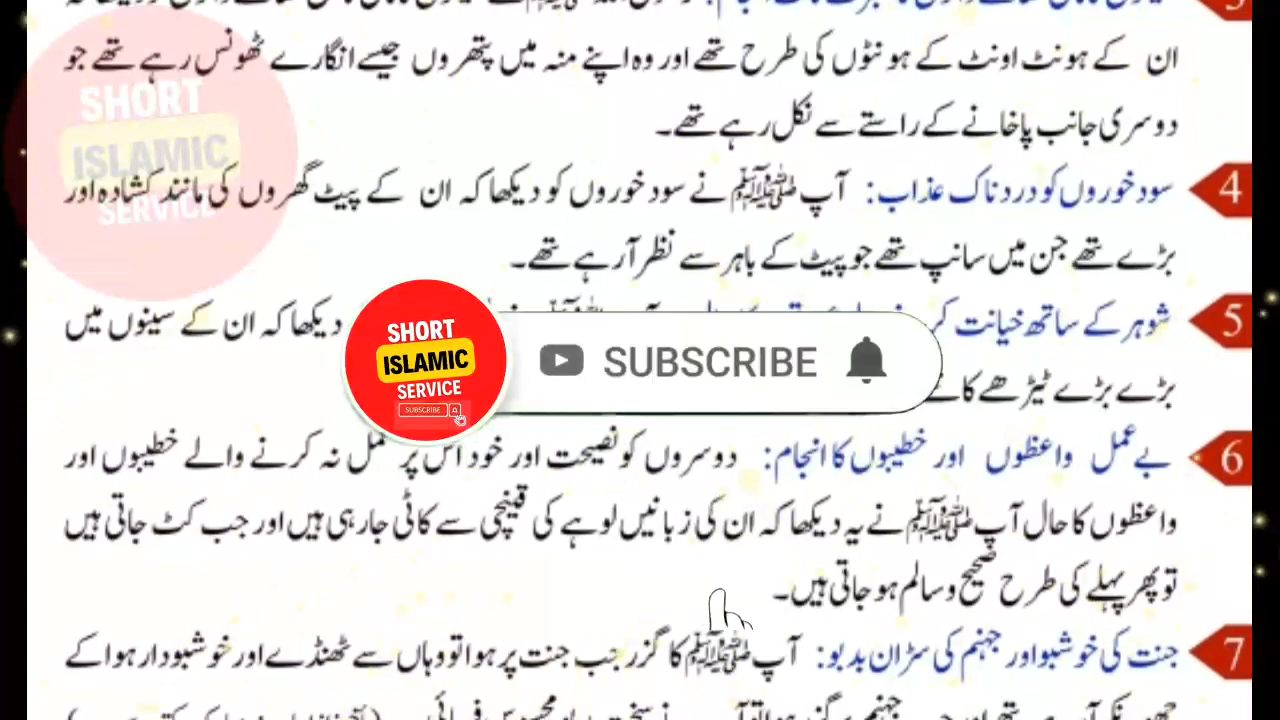 ان کے ہونٹ اونٹ کے ہونٹوں کی طرح تھے اور وہ اپنے منہ میں پتھروں جیسے انگارے ٹھونس رہے تھے جو
دوسری جانب پاخانے کے راستے سے نکل رہے تھے۔
4 سود خوروں کو دردناک عذاب: آپ ﷺ نے سود خوروں کو دیکھا کہ ان کے پیٹ گھروں کی مانند کشادہ اور
بڑے تھے جن میں سانپ تھے جو پیٹ کے باہر سے نظر آرہے تھے۔
5 شوہر کے ساتھ خیانت دیکھا کہ ان کے سینوں میں
بڑے بڑے ٹیڑھے
6 بے عمل واعظوں اور خطیبوں کا انجام: دوسروں کو نصیحت اور خود اس پر عمل نہ کرنے والے خطیبوں اور
واعظوں کا حال آپ ﷺ نے یہ دیکھا کہ ان کی زبانیں لوہے کی قینچی سے کاٹی جارہی ہیں اور جب کٹ جاتی ہیں
تو پھر پہلے کی طرح صحیح و سالم ہو جاتی ہیں۔
7 جنت کی خوشبو اور جہنم کی سڑان بدبو: آپ ﷺ کا گزر جب جنت پر ہوا تو وہاں سے ٹھنڈے اور خوشبودار ہوا کے
SHORT
ISLAMIC
SERVICE
SHORT
ISLAMIC
SERVICE
SUBSCRIBE
SUBSCRIBE